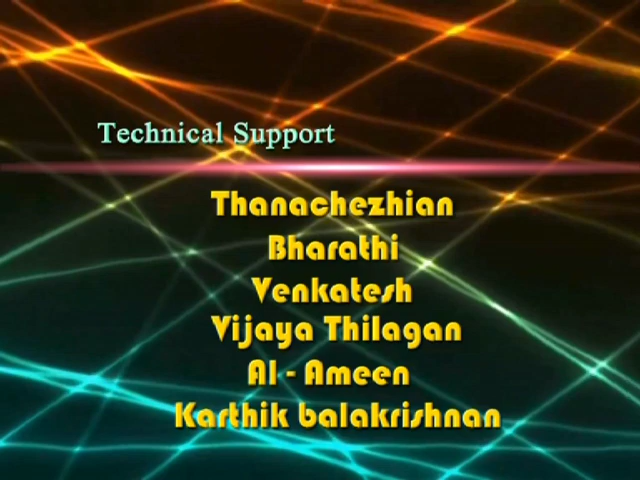 Technical Support
Thanachezhian
Bharathi
Venkatesh
Vijaya Thilagan
Al - Ameen
Karthik balakrishnan